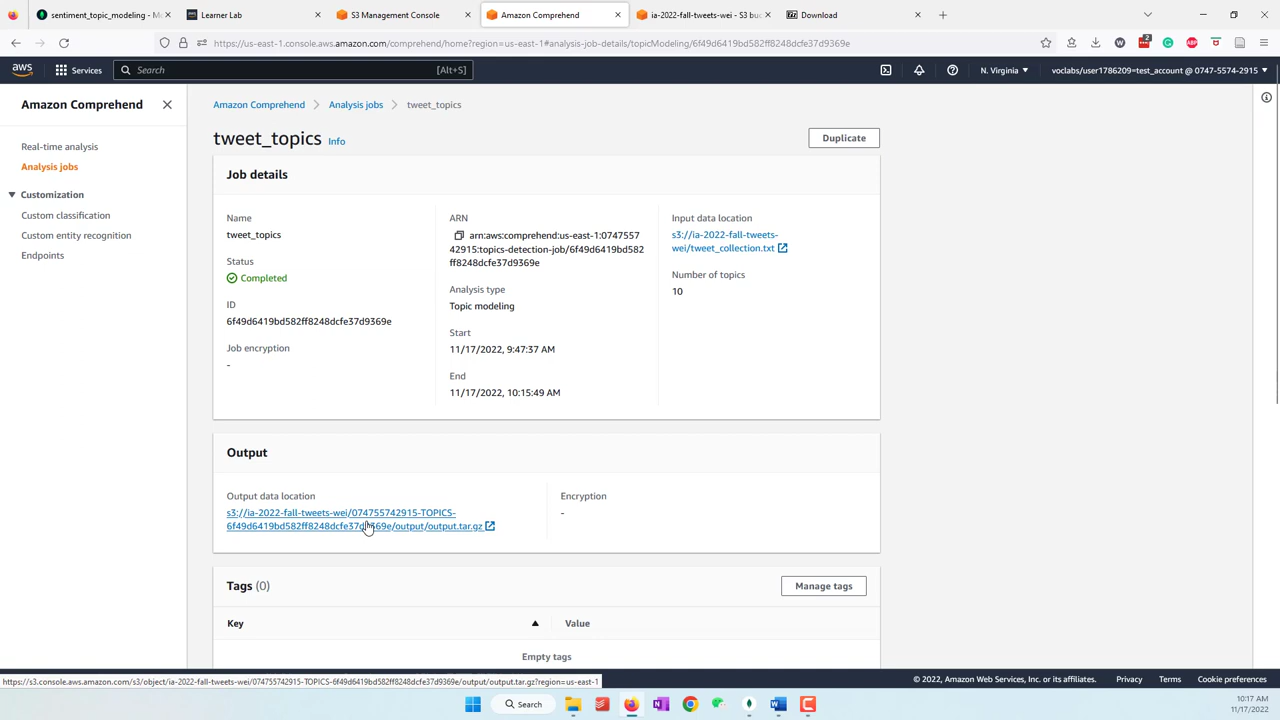 sentiment_topic_modeling - M
Learner Lab
S3 Management Console
Amazon Comprehend
ia-2022-fall-tweets-wei - S3 buc
Download
https://us-east-1.console.aws.amazon.com/comprehend/home?region=us-east-1#analysis-job-details/topicModeling/6f49d6419bd582ff8248dcfe37d9369e
aws
Services
Search
[Alt+S]
N. Virginia
voclabs/user1786209=test_account @ 0747-5574-2915
Amazon Comprehend
Real-time analysis
Analysis jobs
Customization
Custom classification
Custom entity recognition
Endpoints
Amazon Comprehend > Analysis jobs > tweet_topics
tweet_topics Info
Duplicate
Job details
Name
tweet_topics
Status
Completed
ID
6f49d6419bd582ff8248dcfe37d9369e
Job encryption
-
ARN
arn:aws:comprehend:us-east-1:0747557
42915:topics-detection-job/6f49d6419bd582
ff8248dcfe37d9369e
Analysis type
Topic modeling
Start
11/17/2022, 9:47:37 AM
End
11/17/2022, 10:15:49 AM
Input data location
s3://ia-2022-fall-tweets-
wei/tweet_collection.txt
Number of topics
10
Output
Output data location
s3://ia-2022-fall-tweets-wei/074755742915-TOPICS-
6f49d6419bd582ff8248dcfe37d9369e/output/output.tar.gz
Encryption
-
Tags (0)
Manage tags
Key
Value
Empty tags
https://s3.console.aws.amazon.com/s3/object/ia-2022-fall-tweets-wei/074755742915-TOPICS-6f49d6419bd582ff8248dcfe37d9369e/output/output.tar.gz?region=us-east-1
© 2022, Amazon Web Services, Inc. or its affiliates.
Privacy
Terms
Cookie preferences
Search
10:17 AM
11/17/2022